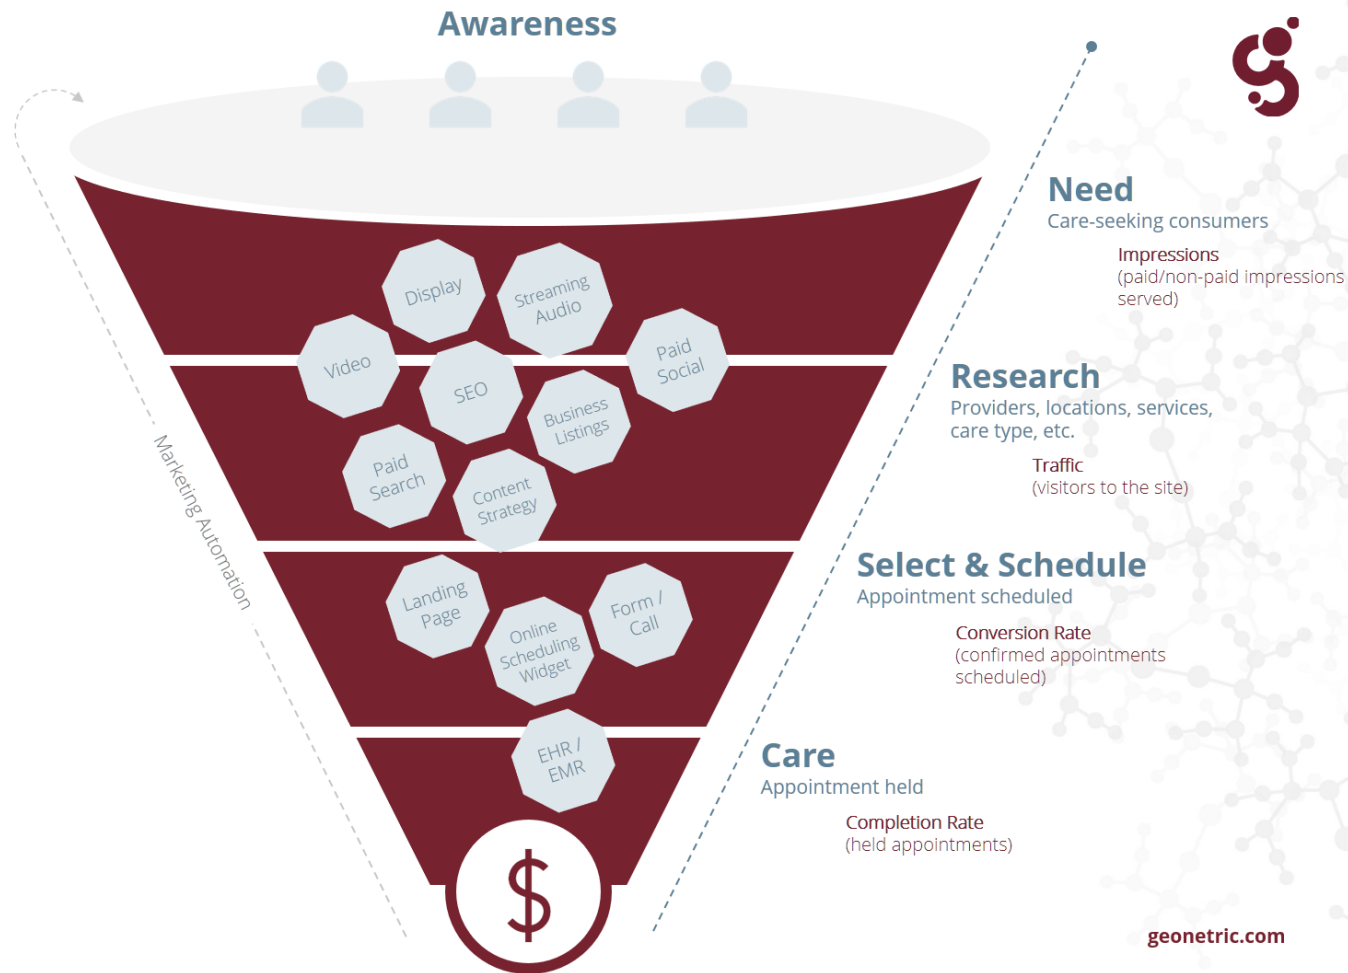 Awareness
Need
Care-seeking consumers
Impressions
(paid/non-paid impressions
served)
Display
Streaming
Audio
Video
SEO
Paid
Social
Business
Listings
Paid
Search
Content
Strategy
Research
Providers, locations, services,
care type, etc.
Traffic
(visitors to the site)
Marketing Automation
Landing
Page
Online
Scheduling
Widget
Form /
Call
Select & Schedule
Appointment scheduled
Conversion Rate
(confirmed appointments
scheduled)
EHR /
EMR
Care
Appointment held
Completion Rate
(held appointments)
$
geonetric.com